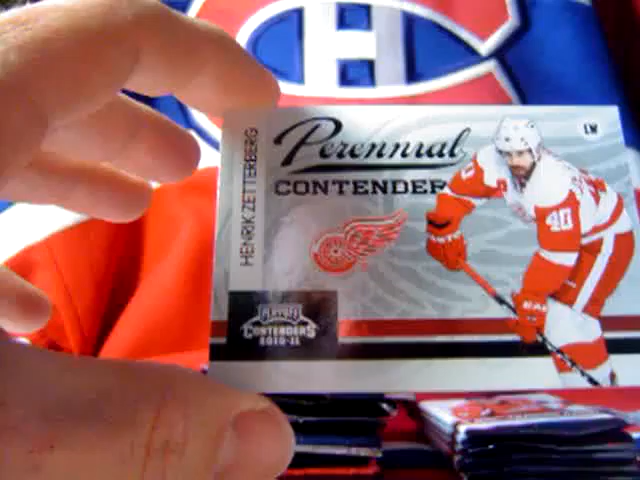 HENRIK ZETTERBERG
Perennial
CONTENDER
LW
40
PLAYOFF
CONTENDERS
2010-11